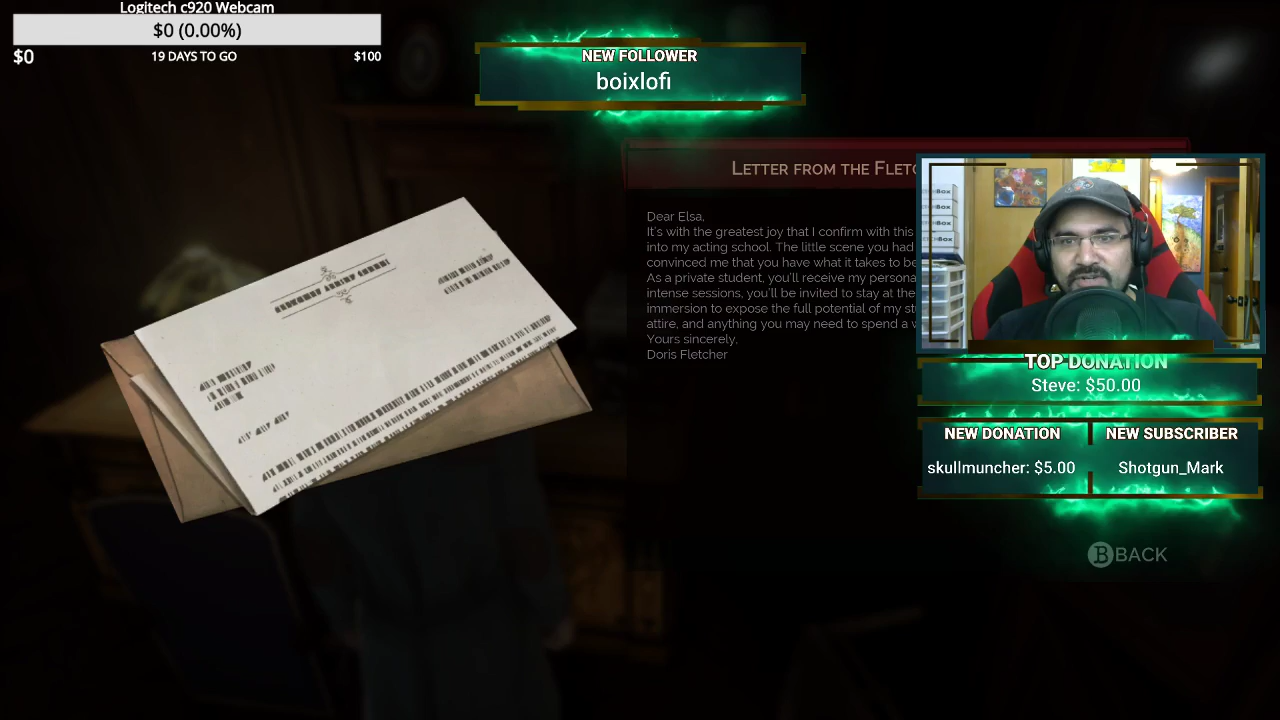 Logitech c920 Webcam
$0 (0.00%)
$0 19 DAYS TO GO $100
NEW FOLLOWER
boixlofi
LETTER FROM THE
Dear Elsa,
It's with the greatest joy that I confirm with this
into my acting school. The little scene you had
convinced me that you have what it takes to be
As a private student, you'll receive my
intense sessions, you'll be invited to stay at the
immersion to expose the full potential of my
attire, and anything you may need to spend a
Yours sincerely,
Doris Fletcher
TOP DONATION
Steve: $50.00
NEW DONATION NEW SUBSCRIBER
skullmuncher: $5.00 Shotgun_Mark
B BACK